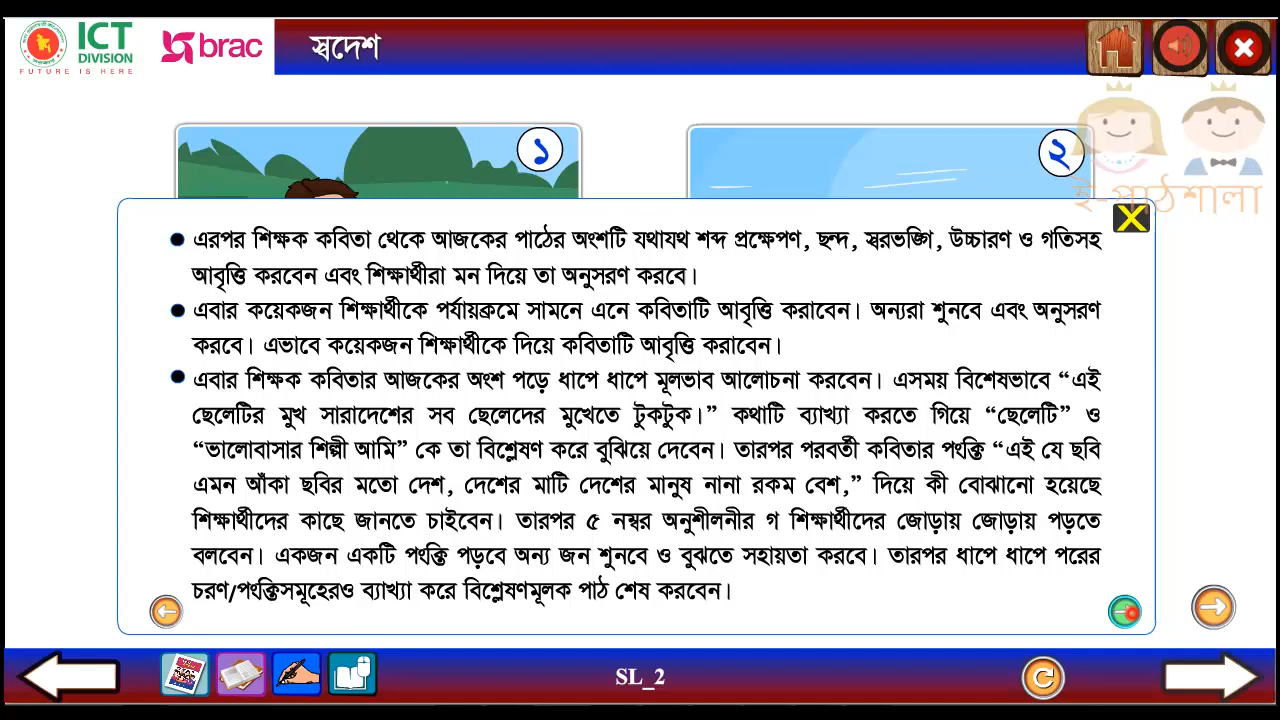 ICT
DIVISION
FUTURE IS HERE
brac
স্বদেশ
১
২
ই-পাঠশালা
X
এরপর শিক্ষক কবিতা থেকে আজকের পাঠের অংশটি যথাযথ শব্দ প্রক্ষেপণ, ছন্দ, স্বরভঙ্গি, উচ্চারণ ও গতিসহ
আবৃত্তি করবেন এবং শিক্ষার্থীরা মন দিয়ে তা অনুসরণ করবে।
এবার কয়েকজন শিক্ষার্থীকে পর্যায়ক্রমে সামনে এনে কবিতাটি আবৃত্তি করাবেন। অন্যরা শুনবে এবং অনুসরণ
করবে। এভাবে কয়েকজন শিক্ষার্থীকে দিয়ে কবিতাটি আবৃত্তি করাবেন।
এবার শিক্ষক কবিতার আজকের অংশ পড়ে ধাপে ধাপে মূলভাব আলোচনা করবেন। এসময় বিশেষভাবে “এই
ছেলেটির মুখ সারাদেশের সব ছেলেদের মুখেতে টুকটুক।” কথাটি ব্যাখ্যা করতে গিয়ে “ছেলেটি” ও
“ভালোবাসার শিল্পী আমি” কে তা বিশ্লেষণ করে বুঝিয়ে দেবেন। তারপর পরবর্তী কবিতার পংক্তি “এই যে ছবি
এমন আঁকা ছবির মতো দেশ, দেশের মাটি দেশের মানুষ নানা রকম বেশ,” দিয়ে কী বোঝানো হয়েছে
শিক্ষার্থীদের কাছে জানতে চাইবেন। তারপর ৫ নম্বর অনুশীলনীর গ শিক্ষার্থীদের জোড়ায় জোড়ায় পড়তে
বলবেন। একজন একটি পংক্তি পড়বে অন্য জন শুনবে ও বুঝতে সহায়তা করবে। তারপর ধাপে ধাপে পরের
চরণ/পংক্তিসমূহেরও ব্যাখ্যা করে বিশ্লেষণমূলক পাঠ শেষ করবেন।
SL_2